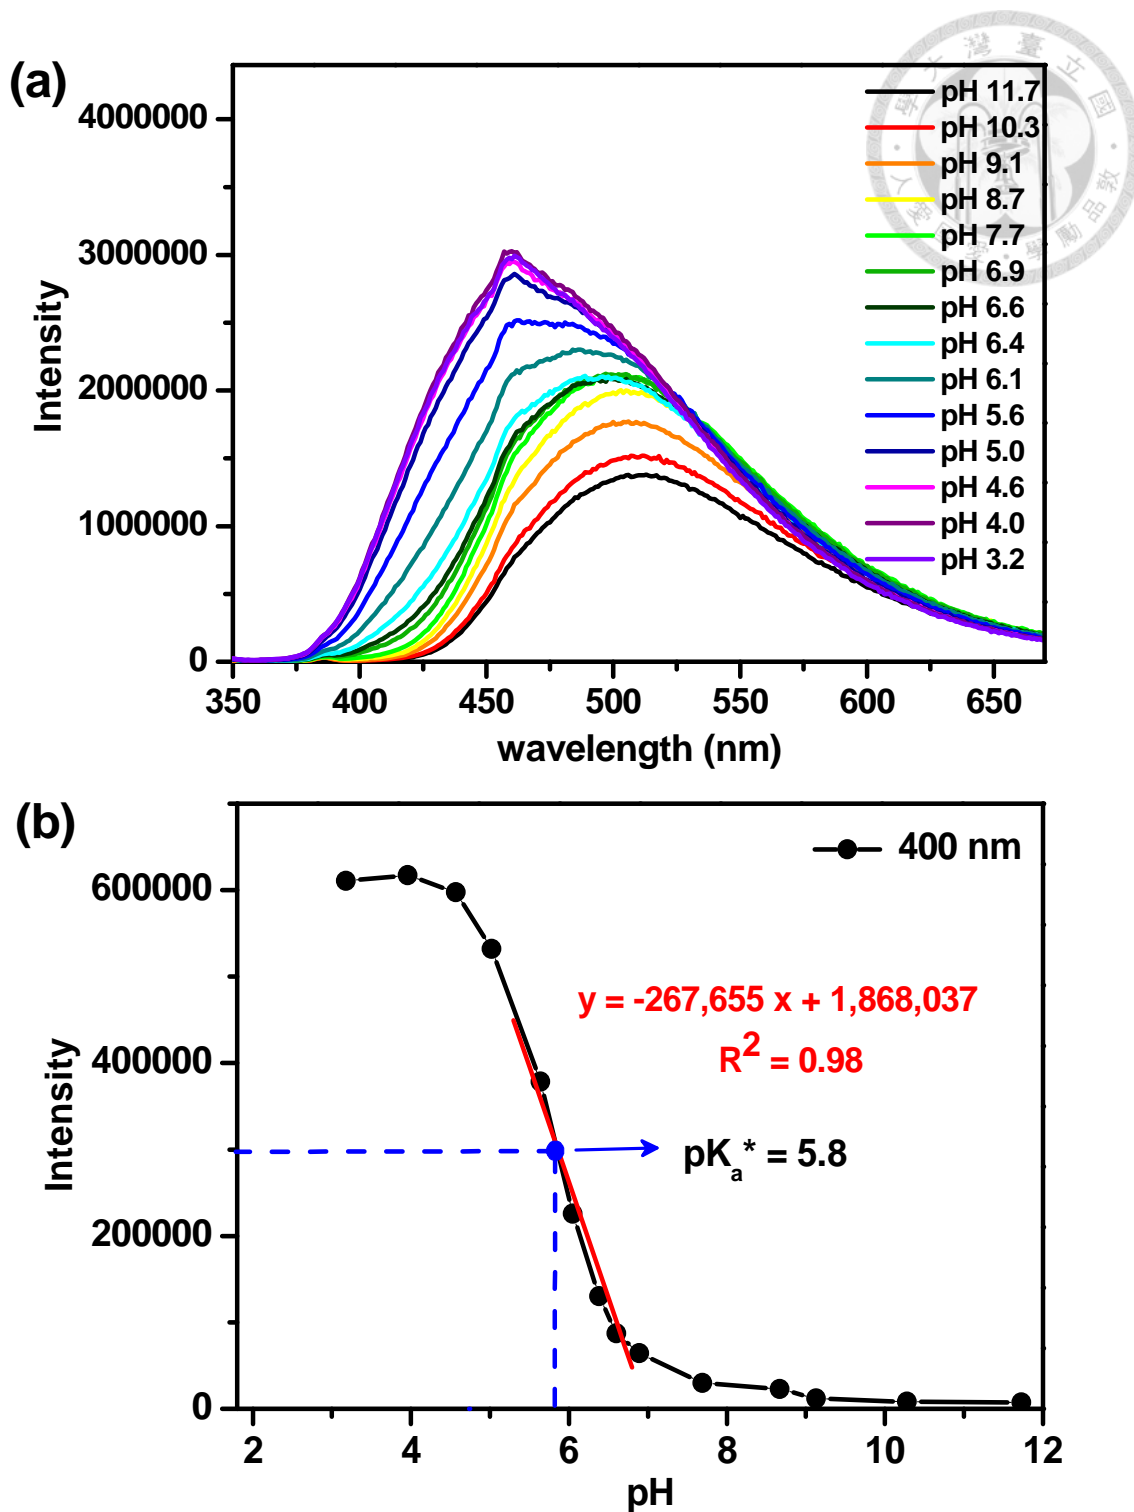 (a)
4000000
3000000
2000000
1000000
0
Intensity
350 400 450 500 550 600 650
wavelength (nm)
pH 11.7
pH 10.3
pH 9.1
pH 8.7
pH 7.7
pH 6.9
pH 6.6
pH 6.4
pH 6.1
pH 5.6
pH 5.0
pH 4.6
pH 4.0
pH 3.2
(b)
400 nm
600000
400000
200000
0
Intensity
y = -267,655 x + 1,868,037
R² = 0.98
pKₐ* = 5.8
2 4 6 8 10 12
pH